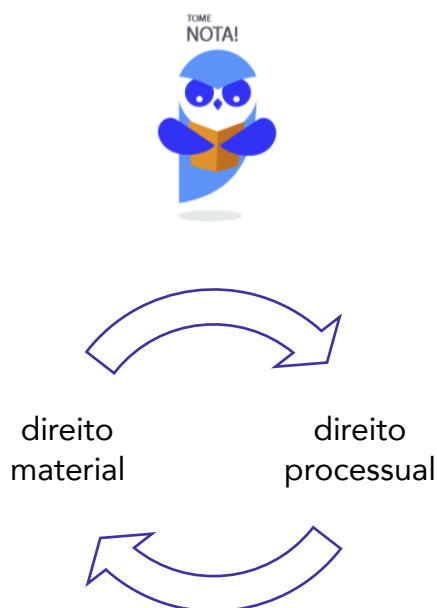 TOME
NOTA!
direito
material
direito
processual